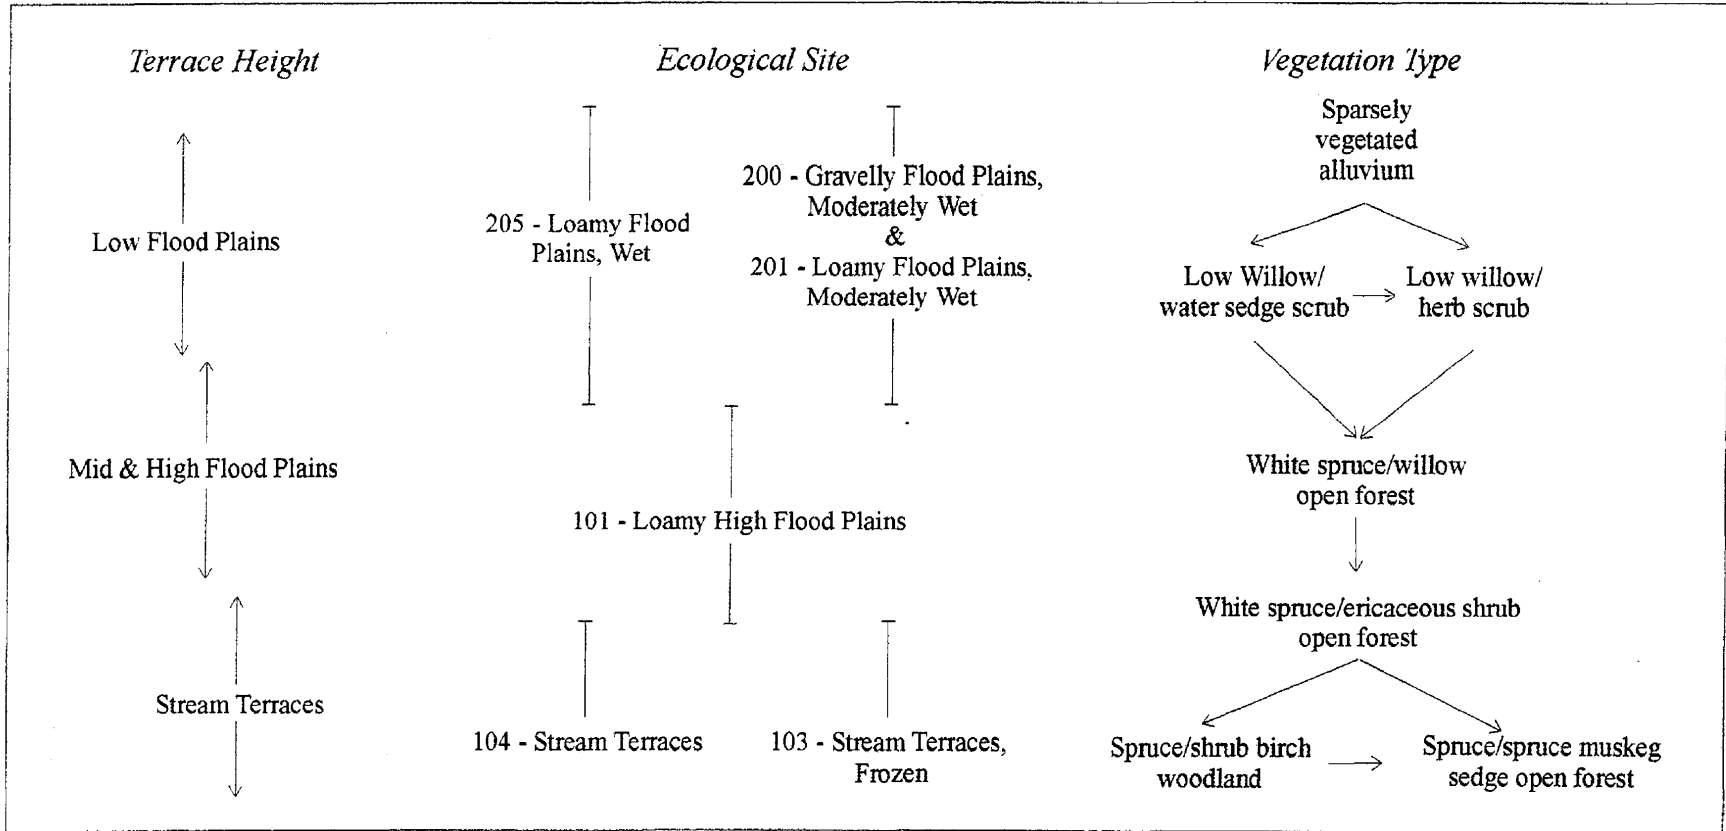 Terrace Height
Ecological Site
Vegetation Type
Low Flood Plains
Mid & High Flood Plains
Stream Terraces
205 - Loamy Flood
Plains, Wet
200 - Gravelly Flood Plains,
Moderately Wet
&
201 - Loamy Flood Plains,
Moderately Wet
101 - Loamy High Flood Plains
104 - Stream Terraces
103 - Stream Terraces,
Frozen
Sparsely
vegetated
alluvium
Low Willow/
water sedge scrub
Low willow/
herb scrub
White spruce/willow
open forest
White spruce/ericaceous shrub
open forest
Spruce/shrub birch
woodland
Spruce/spruce muskeg
sedge open forest